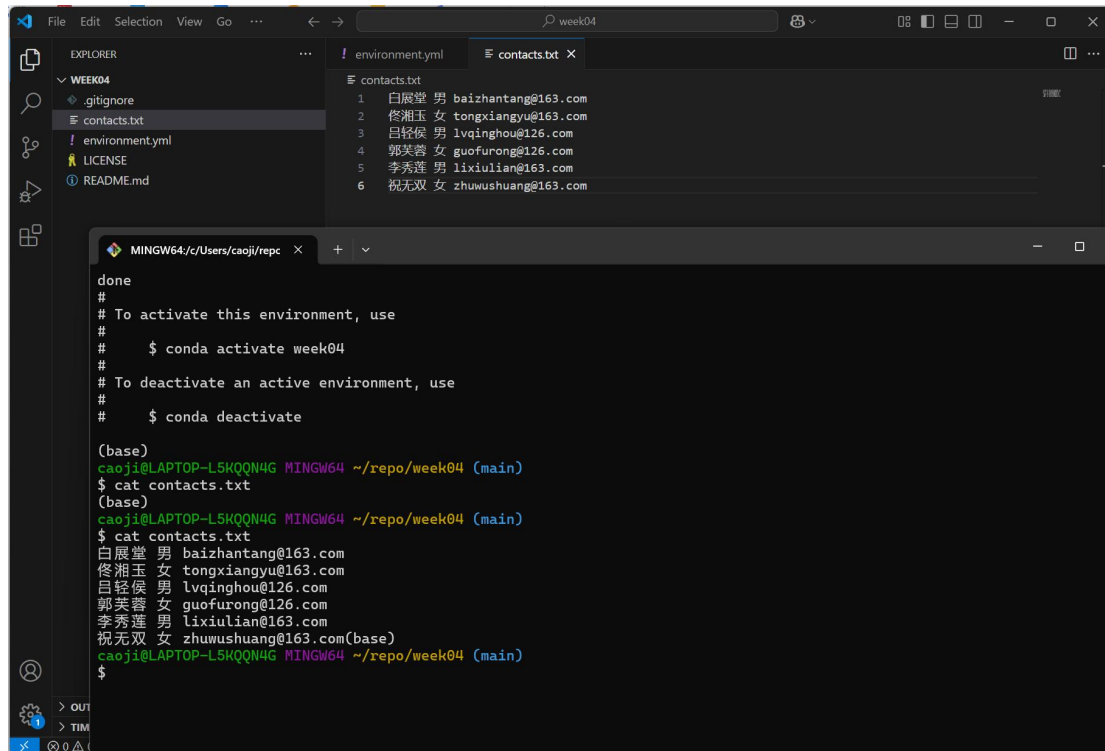 File Edit Selection View Go ··· ← → week04
EXPLORER ···
WEEK04
.gitignore
contacts.txt
environment.yml
LICENSE
README.md
! environment.yml contacts.txt ×
contacts.txt
1 白展堂 男 baizhantang@163.com
2 佟湘玉 女 tongxiangyu@163.com
3 吕轻侯 男 lvqinghou@126.com
4 郭芙蓉 女 guofurong@126.com
5 李秀莲 男 lixiulian@163.com
6 祝无双 女 zhuwushuang@163.com
MINGW64:/c/Users/caoji/repc × +
done
#
# To activate this environment, use
#
# $ conda activate week04
#
# To deactivate an active environment, use
#
# $ conda deactivate
(base)
caoji@LAPTOP-L5KQQN4G MINGW64 ~/repo/week04 (main)
$ cat contacts.txt
(base)
caoji@LAPTOP-L5KQQN4G MINGW64 ~/repo/week04 (main)
$ cat contacts.txt
白展堂 男 baizhantang@163.com
佟湘玉 女 tongxiangyu@163.com
吕轻侯 男 lvqinghou@126.com
郭芙蓉 女 guofurong@126.com
李秀莲 男 lixiulian@163.com
祝无双 女 zhuwushuang@163.com(base)
caoji@LAPTOP-L5KQQN4G MINGW64 ~/repo/week04 (main)
$
> OUT
1
> TIM
0